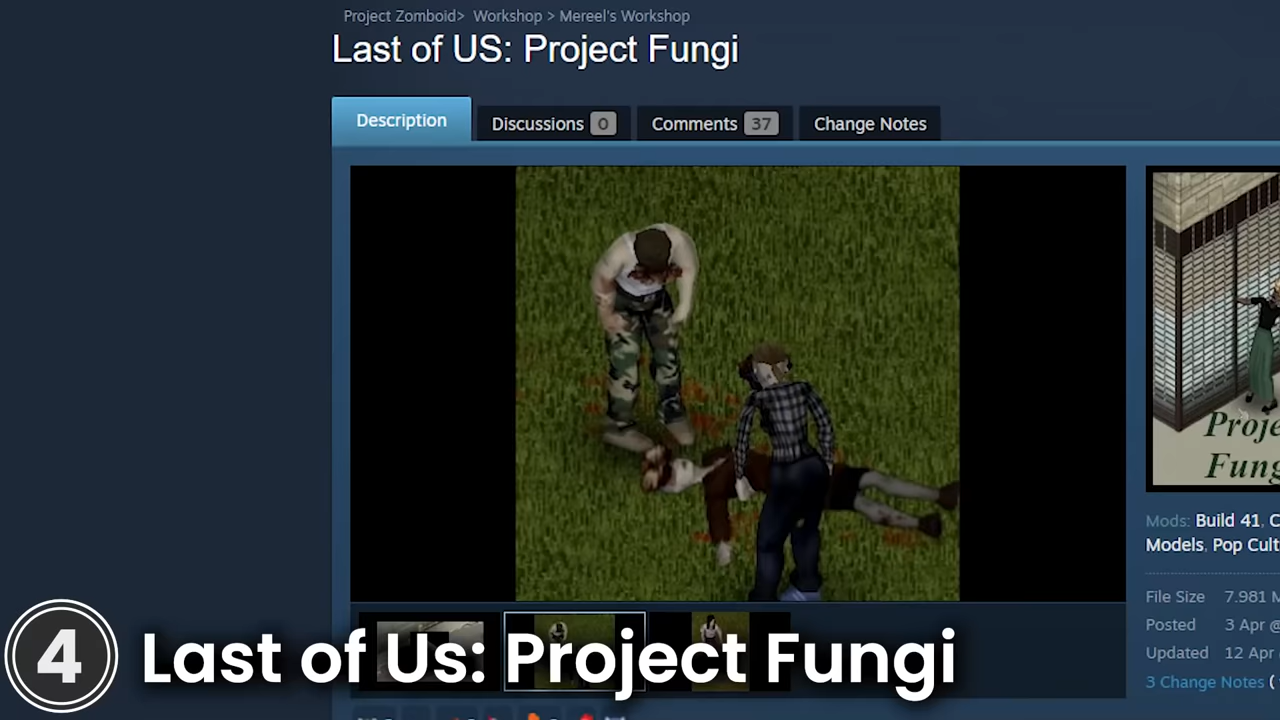 Project Zomboid> Workshop > Mereel's Workshop
Last of US: Project Fungi
Description
Discussions 0
Comments 37
Change Notes
Proje
Fung
Mods: Build 41, C
Models, Pop Cult
File Size 7.981 M
Posted 3 Apr @
Updated 12 Apr
3 Change Notes (
4 Last of Us: Project Fungi